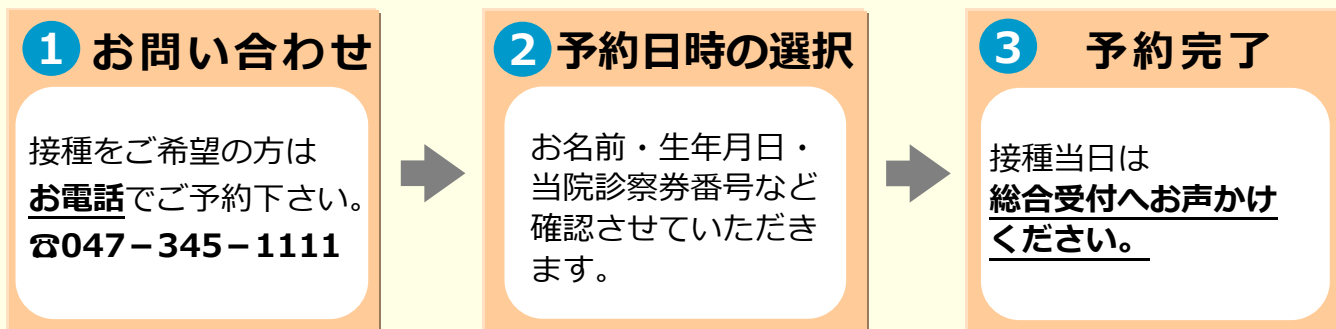 1 お問い合わせ
接種をご希望の方は
お電話でご予約下さい。
☎047－345－1111
2 予約日時の選択
お名前・生年月日・
当院診察券番号など
確認させていただき
ます。
3 予約完了
接種当日は
総合受付へお声かけ
ください。